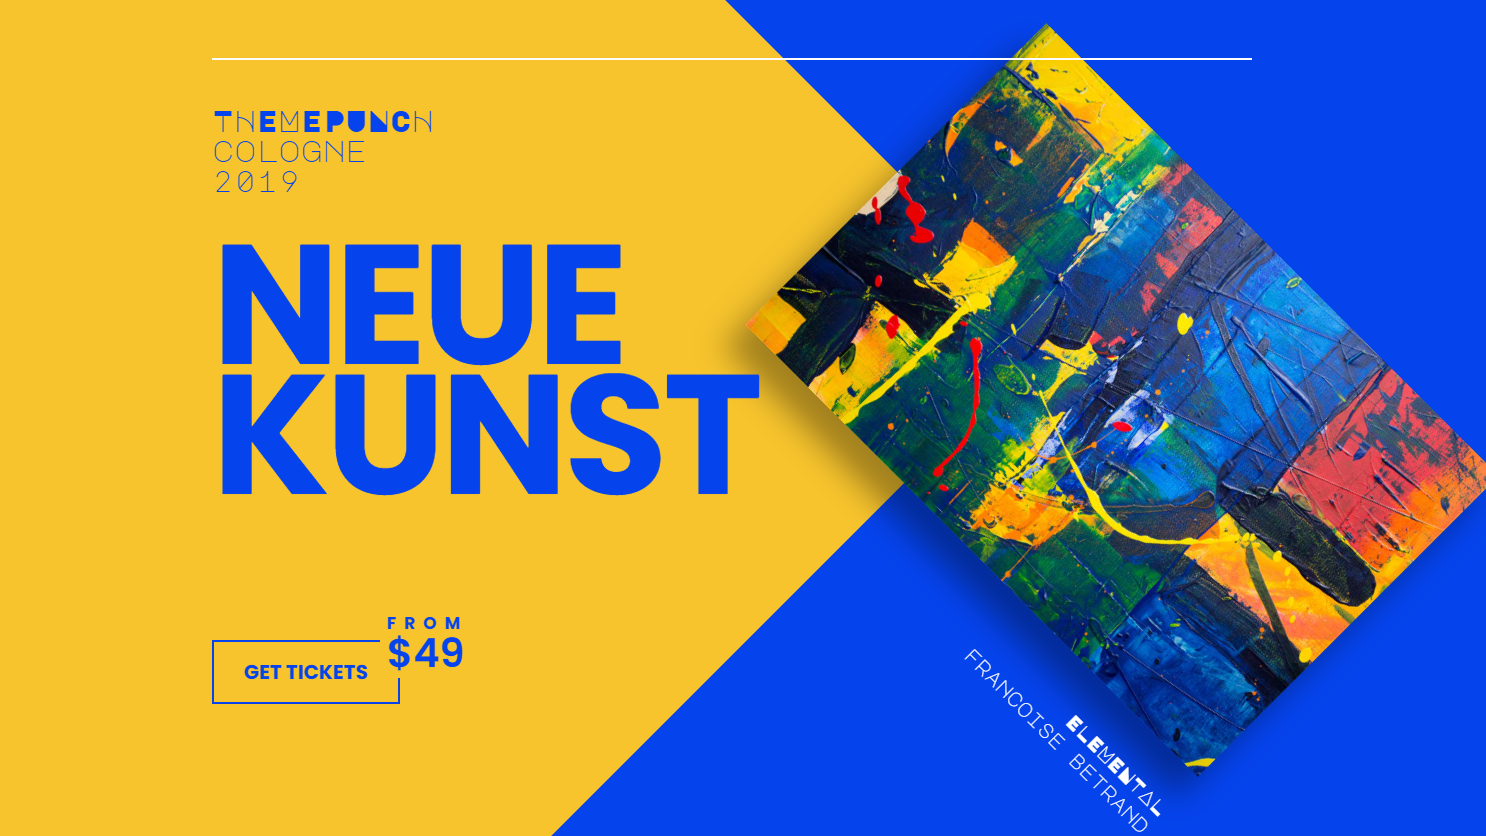 THEMEPUNCH
COLOGNE
2019
NEUE
KUNST
FROM
$49
GET TICKETS
ELEMENTAL
FRANCOISE BETRAND